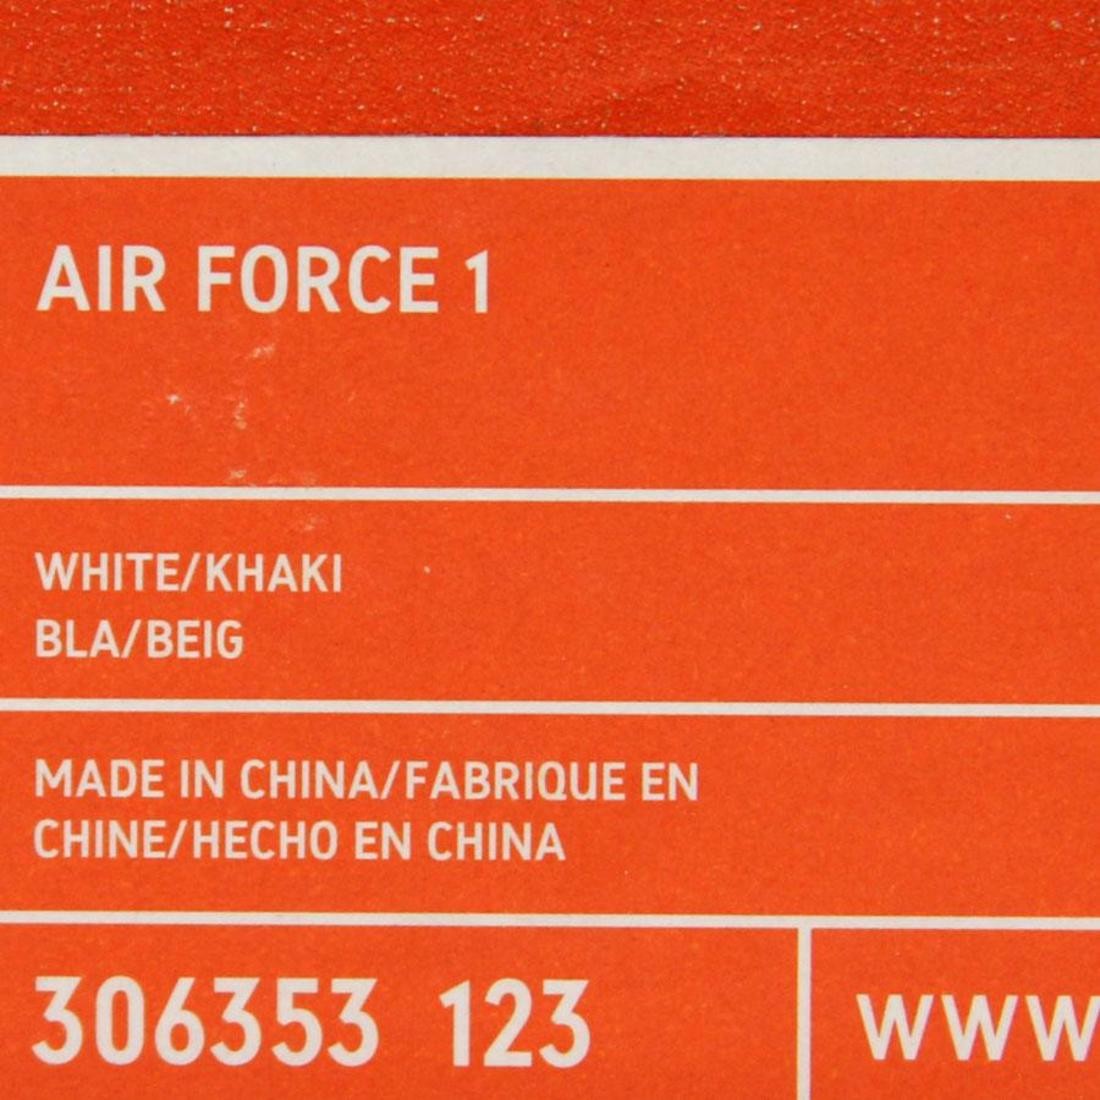 AIR FORCE 1
WHITE/KHAKI
BLA/BEIG
MADE IN CHINA/FABRIQUE EN
CHINE/HECHO EN CHINA
306353 123
WWW